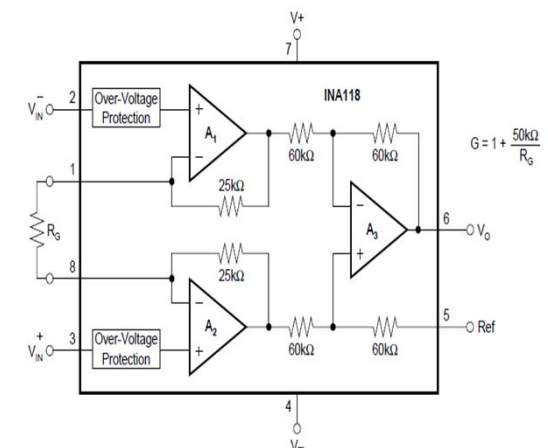 V+
7
INA118
2
Over-Voltage
Protection
V⁻IN
+
A1
−
60kΩ
60kΩ
G = 1 + 50kΩ
RG
1
25kΩ
RG
−
A3
+
6
VO
8
25kΩ
−
A2
+
5
Ref
3
Over-Voltage
Protection
V⁺IN
60kΩ
60kΩ
4
V−